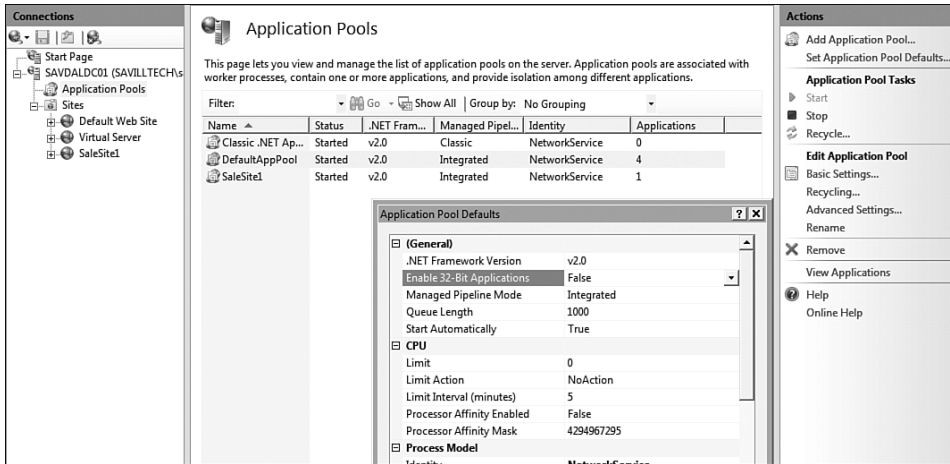 Connections
Start Page
SAVDALDC01 (SAVILLTECH\s
Application Pools
Sites
Default Web Site
Virtual Server
SaleSite1
Application Pools
This page lets you view and manage the list of application pools on the server. Application pools are associated with
worker processes, contain one or more applications, and provide isolation among different applications.
Filter: Go Show All Group by: No Grouping
Name Status .NET Fram... Managed Pipel... Identity Applications
Classic .NET Ap... Started v2.0 Classic NetworkService 0
DefaultAppPool Started v2.0 Integrated NetworkService 4
SaleSite1 Started v2.0 Integrated NetworkService 1
Application Pool Defaults
(General)
.NET Framework Version v2.0
Enable 32-Bit Applications False
Managed Pipeline Mode Integrated
Queue Length 1000
Start Automatically True
CPU
Limit 0
Limit Action NoAction
Limit Interval (minutes) 5
Processor Affinity Enabled False
Processor Affinity Mask 4294967295
Process Model
Identity NetworkService
Actions
Add Application Pool...
Set Application Pool Defaults...
Application Pool Tasks
Start
Stop
Recycle...
Edit Application Pool
Basic Settings...
Recycling...
Advanced Settings...
Rename
Remove
View Applications
Help
Online Help